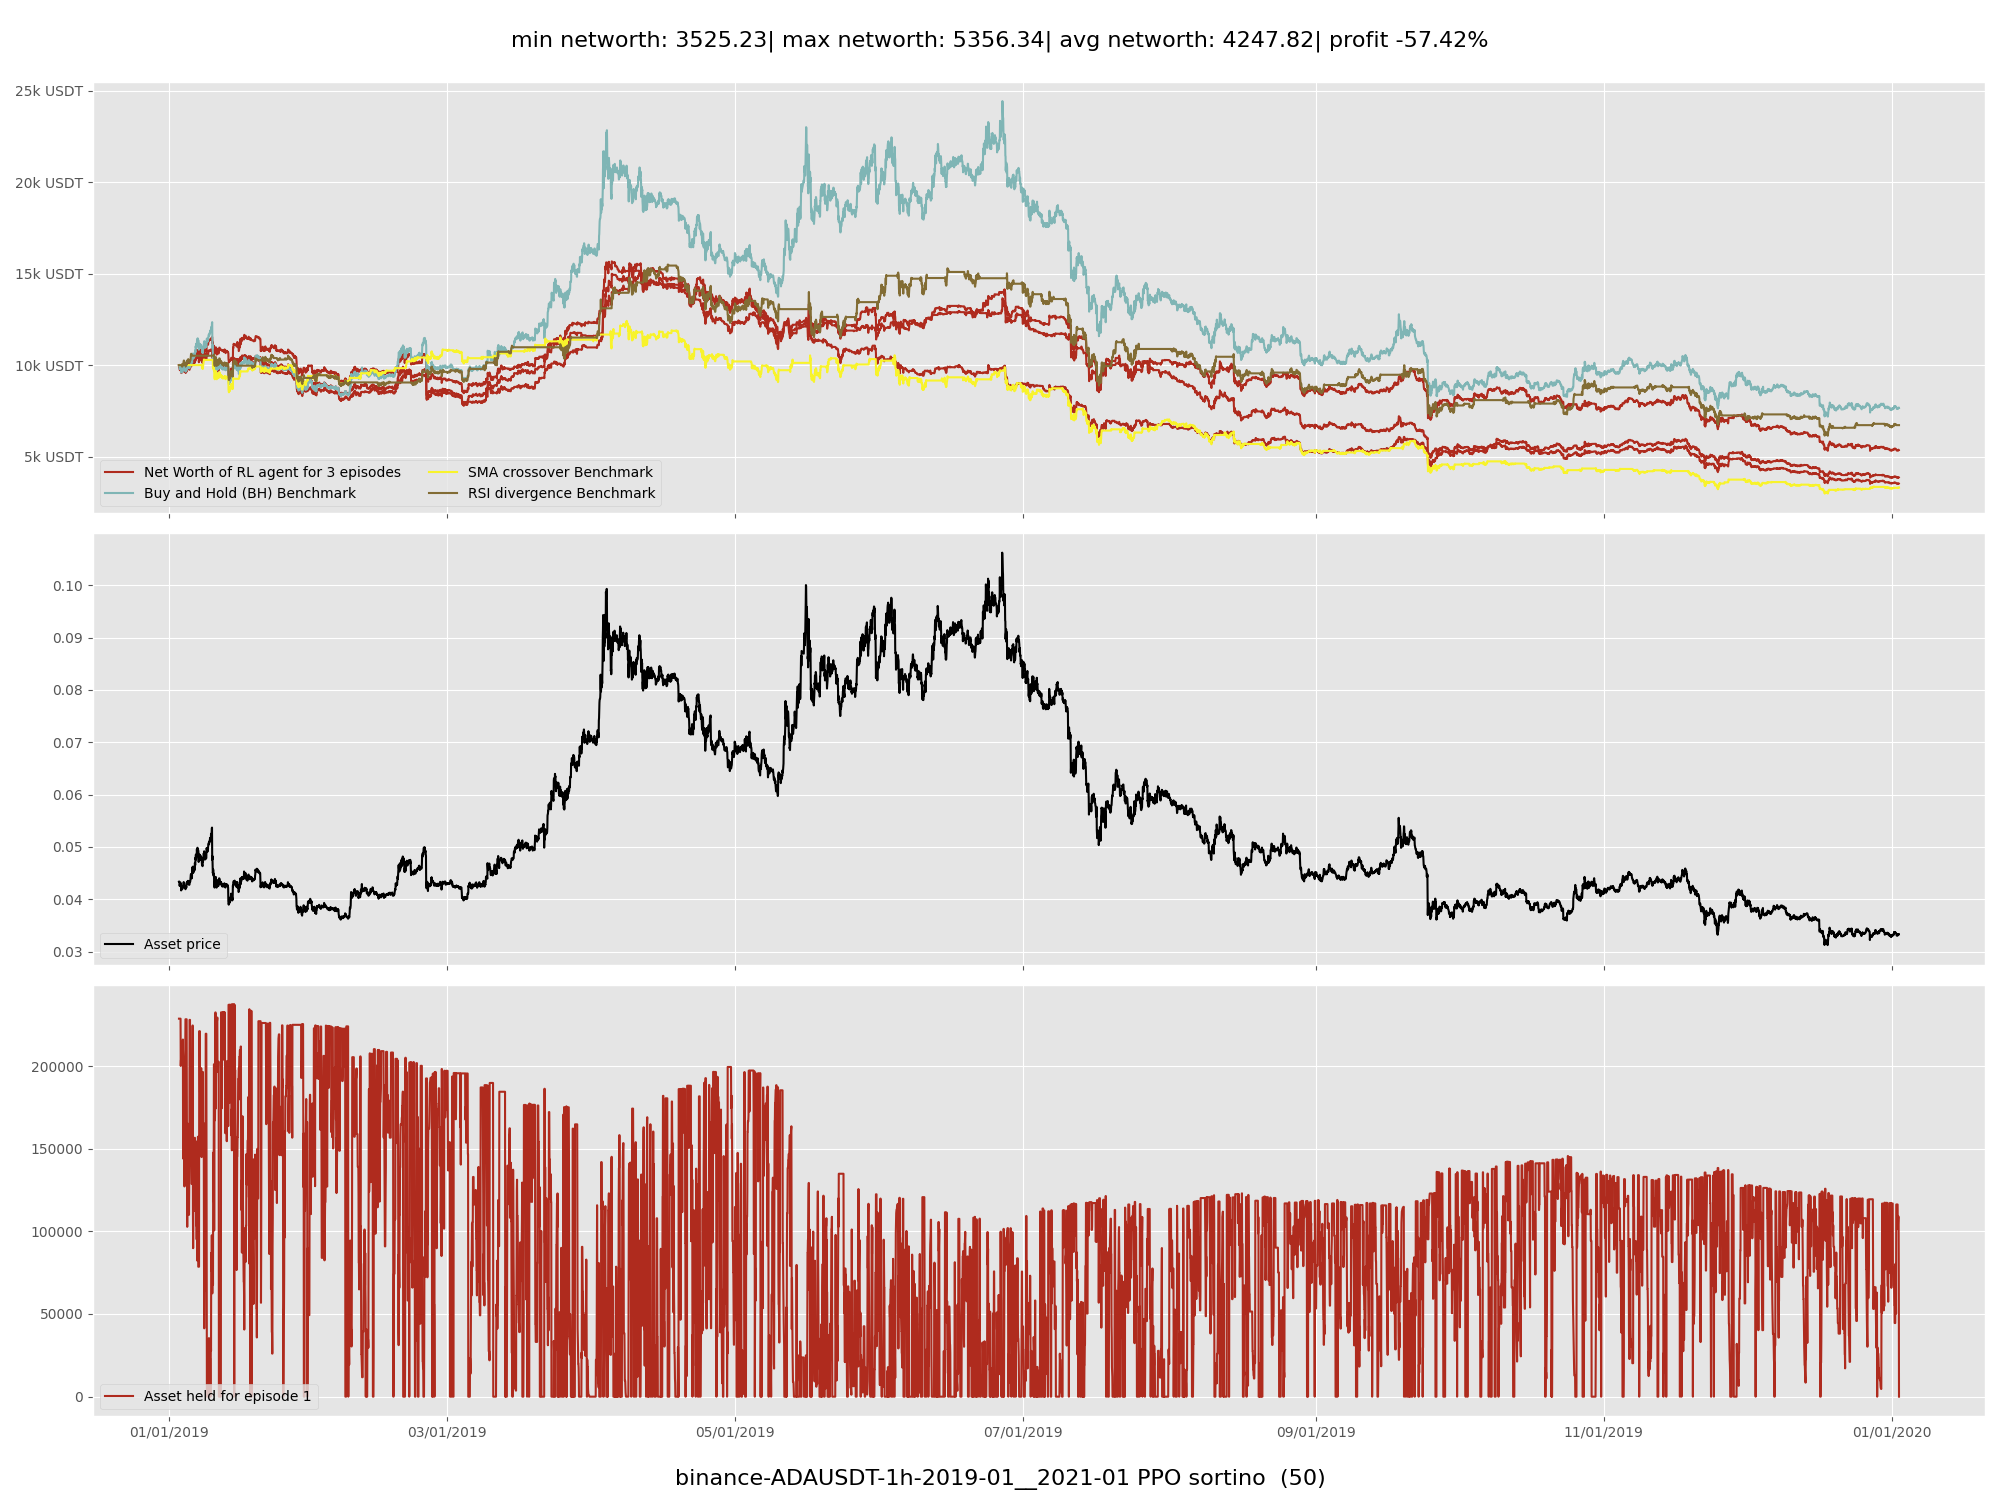 min networth: 3525.23| max networth: 5356.34| avg networth: 4247.82| profit -57.42%
25k USDT
20k USDT
15k USDT
10k USDT
5k USDT
Net Worth of RL agent for 3 episodes
Buy and Hold (BH) Benchmark
SMA crossover Benchmark
RSI divergence Benchmark
0.10
0.09
0.08
0.07
0.06
0.05
0.04
0.03
Asset price
200000
150000
100000
50000
0
Asset held for episode 1
01/01/2019
03/01/2019
05/01/2019
07/01/2019
09/01/2019
11/01/2019
01/01/2020
binance-ADAUSDT-1h-2019-01__2021-01 PPO sortino  (50)